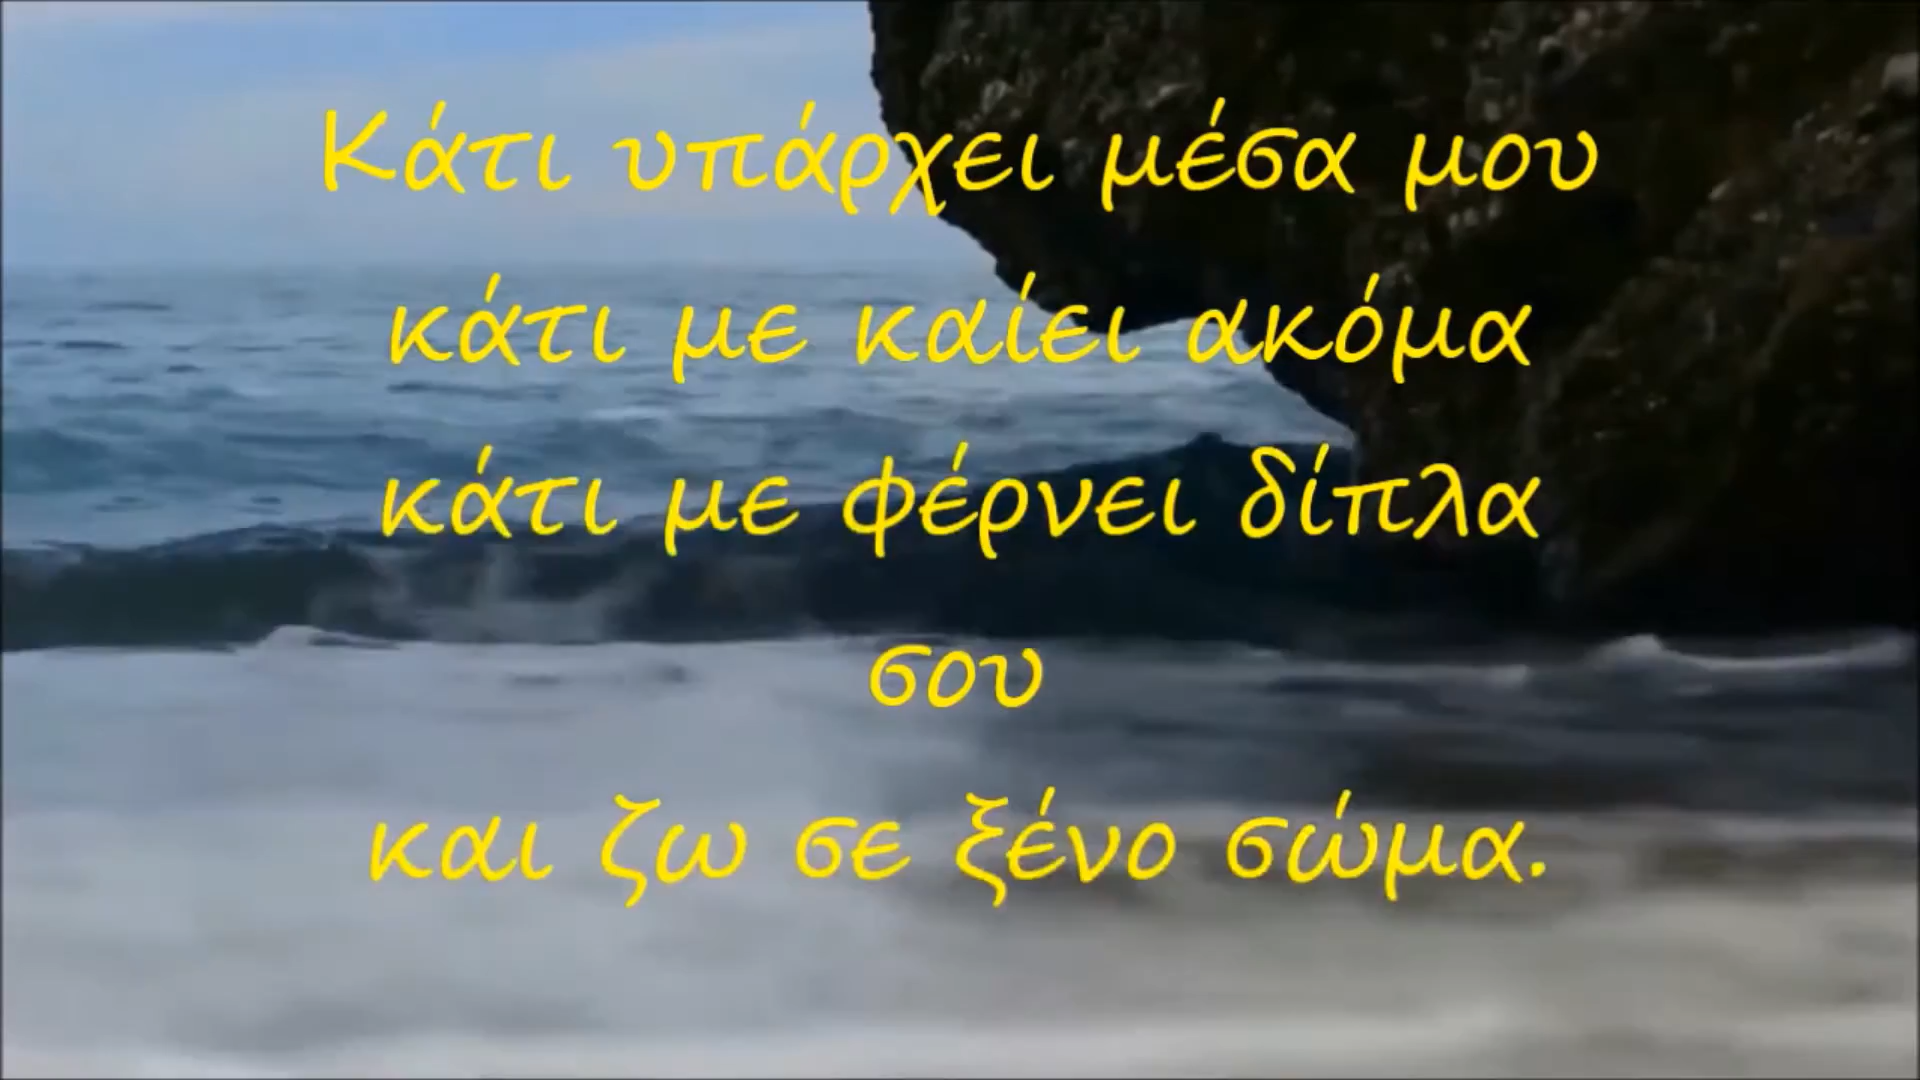 Κάτι υπάρχει μέσα μου
κάτι με καίει ακόμα
κάτι με φέρνει δίπλα
σου
και ζω σε ξένο σώμα.